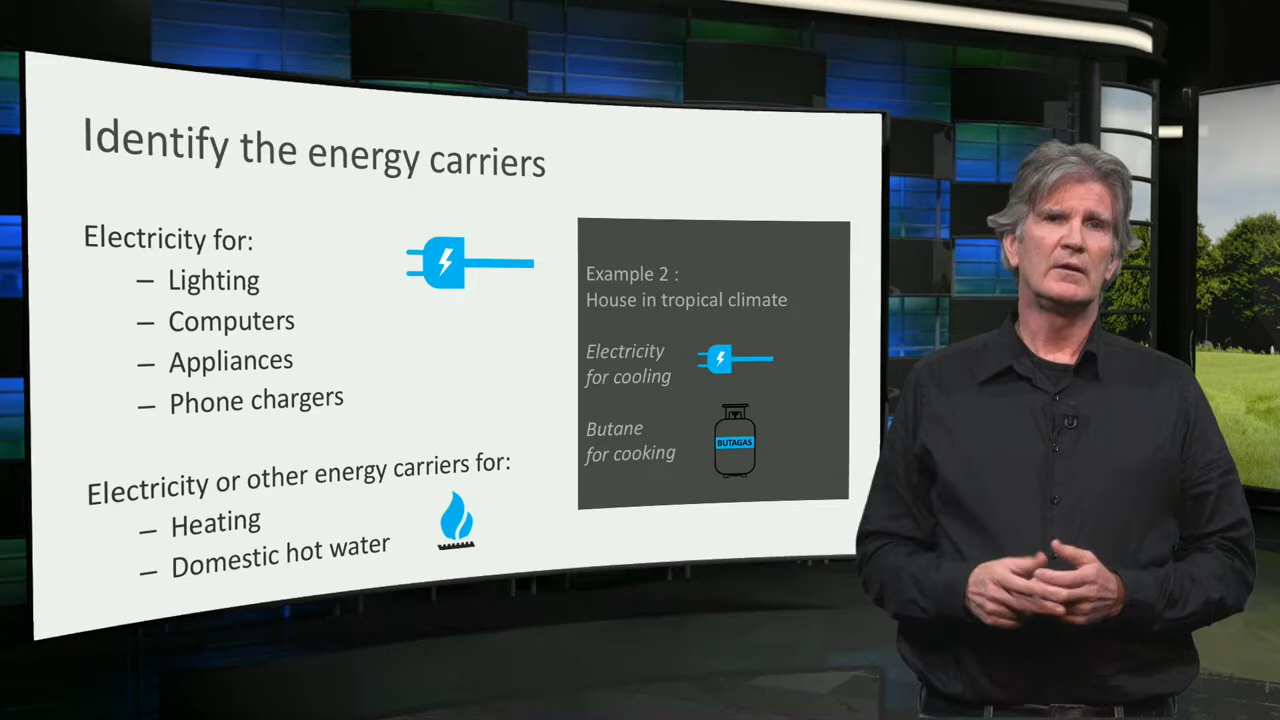 Identify the energy carriers
Electricity for:
– Lighting
– Computers
– Appliances
– Phone chargers
Electricity or other energy carriers for:
– Heating
– Domestic hot water
Example 2 :
House in tropical climate
Electricity
for cooling
Butane
for cooking
BUTAGAS